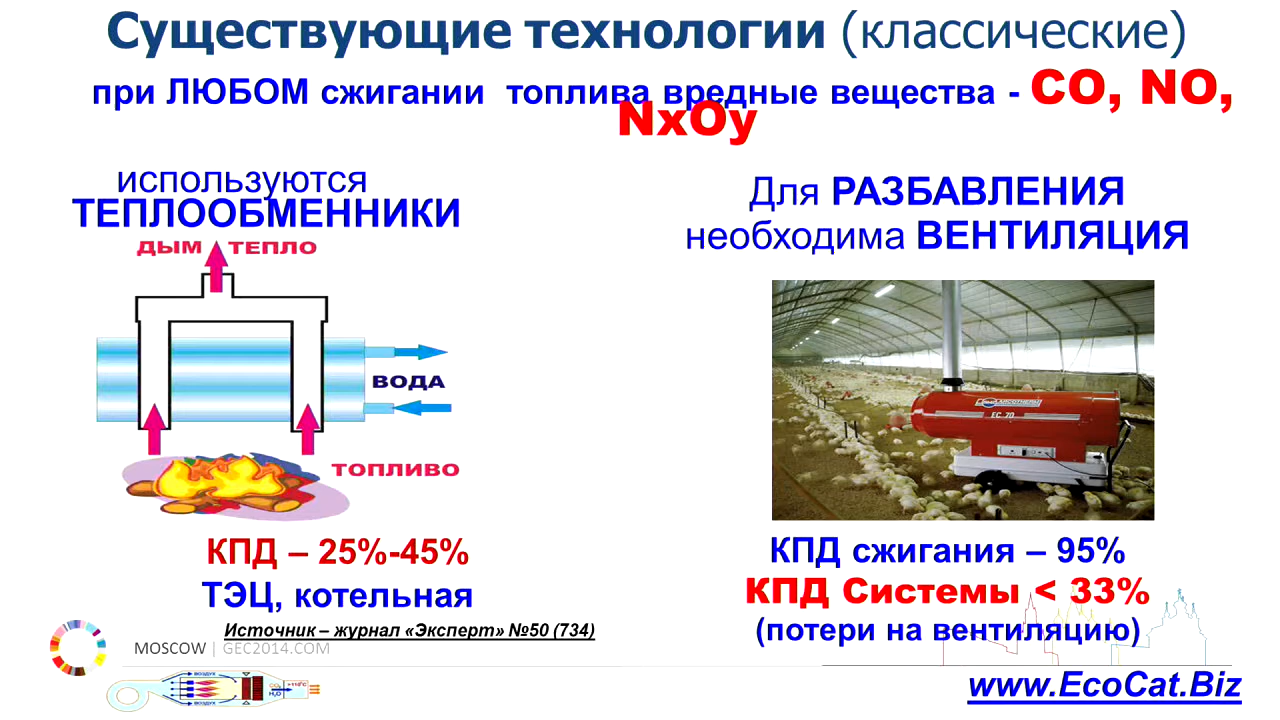 Существующие технологии (классические)
при ЛЮБОМ сжигании топлива вредные вещества - CO, NO,
NxOy
используются
ТЕПЛООБМЕННИКИ
ДЫМ ТЕПЛО
ВОДА
ТОПЛИВО
КПД – 25%-45%
ТЭЦ, котельная
Источник – журнал «Эксперт» №50 (734)
Для РАЗБАВЛЕНИЯ
необходима ВЕНТИЛЯЦИЯ
EC 70
КПД сжигания – 95%
КПД Системы < 33%
(потери на вентиляцию)
MOSCOW | GEC2014.COM
ВОЗДУХ
ВОЗДУХ
www.EcoCat.Biz